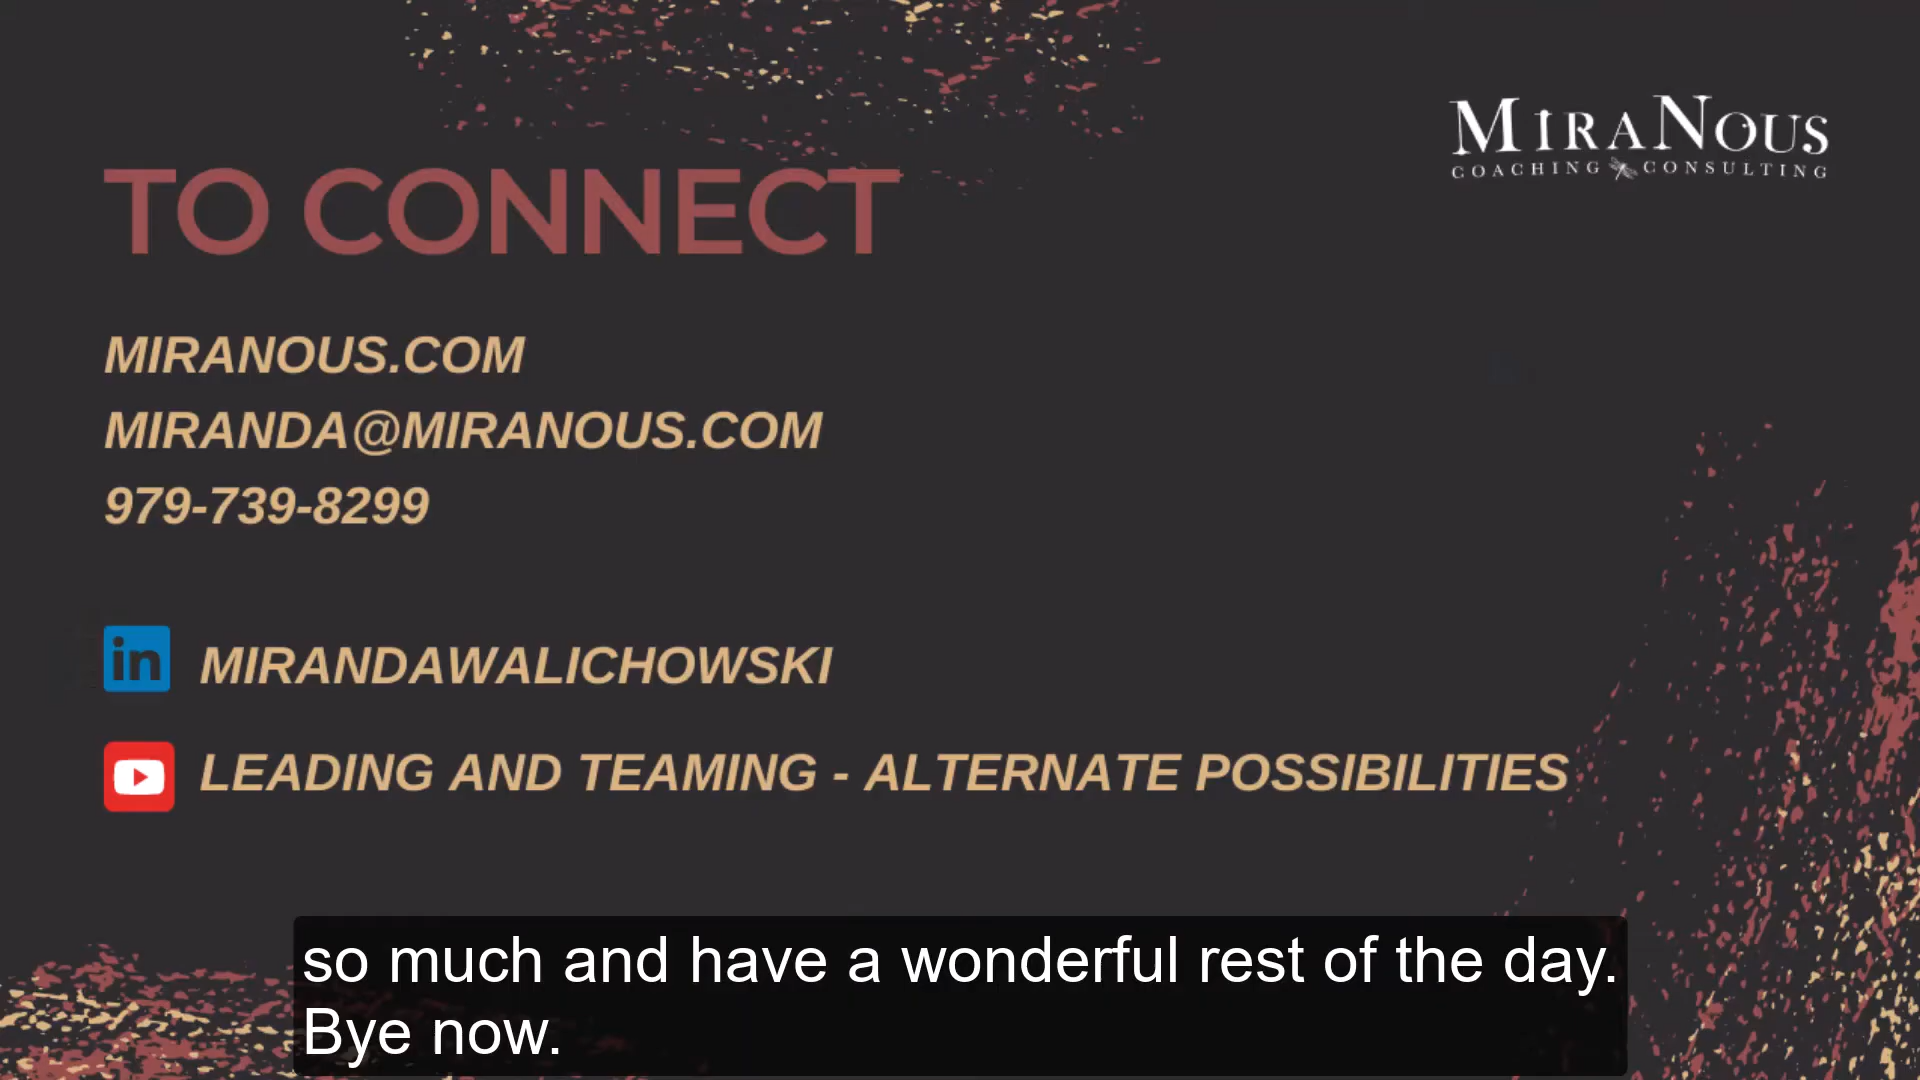 MIRANOUS
COACHING CONSULTING
TO CONNECT
MIRANOUS.COM
MIRANDA@MIRANOUS.COM
979-739-8299
in MIRANDAWALICHOWSKI
LEADING AND TEAMING - ALTERNATE POSSIBILITIES
so much and have a wonderful rest of the day.
Bye now.